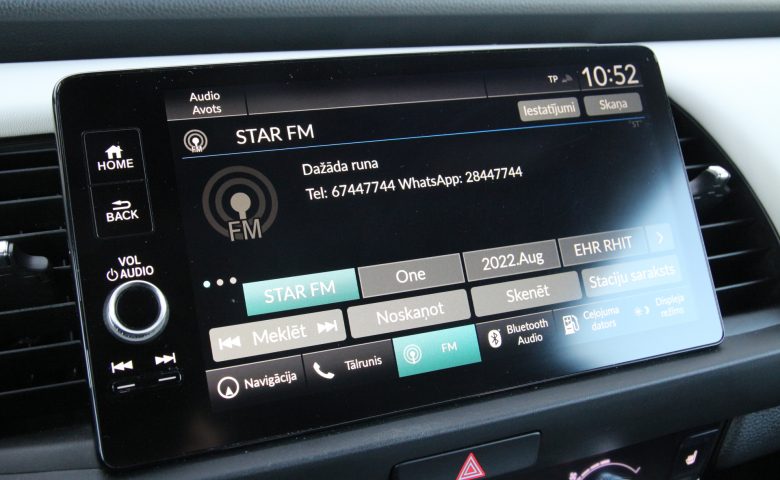 Audio Avots
TP 10:52
Iestatījumi Skaņa
FM STAR FM
"ST"
HOME
Dažāda runa
Tel: 67447744 WhatsApp: 28447744
BACK
FM
VOL
AUDIO
STAR FM One 2022.Aug EHR RHIT
Meklēt Noskaņot Skenēt Staciju saraksts
Navigācija Tālrunis FM Bluetooth Audio Ceļojuma dators Displeja režīms